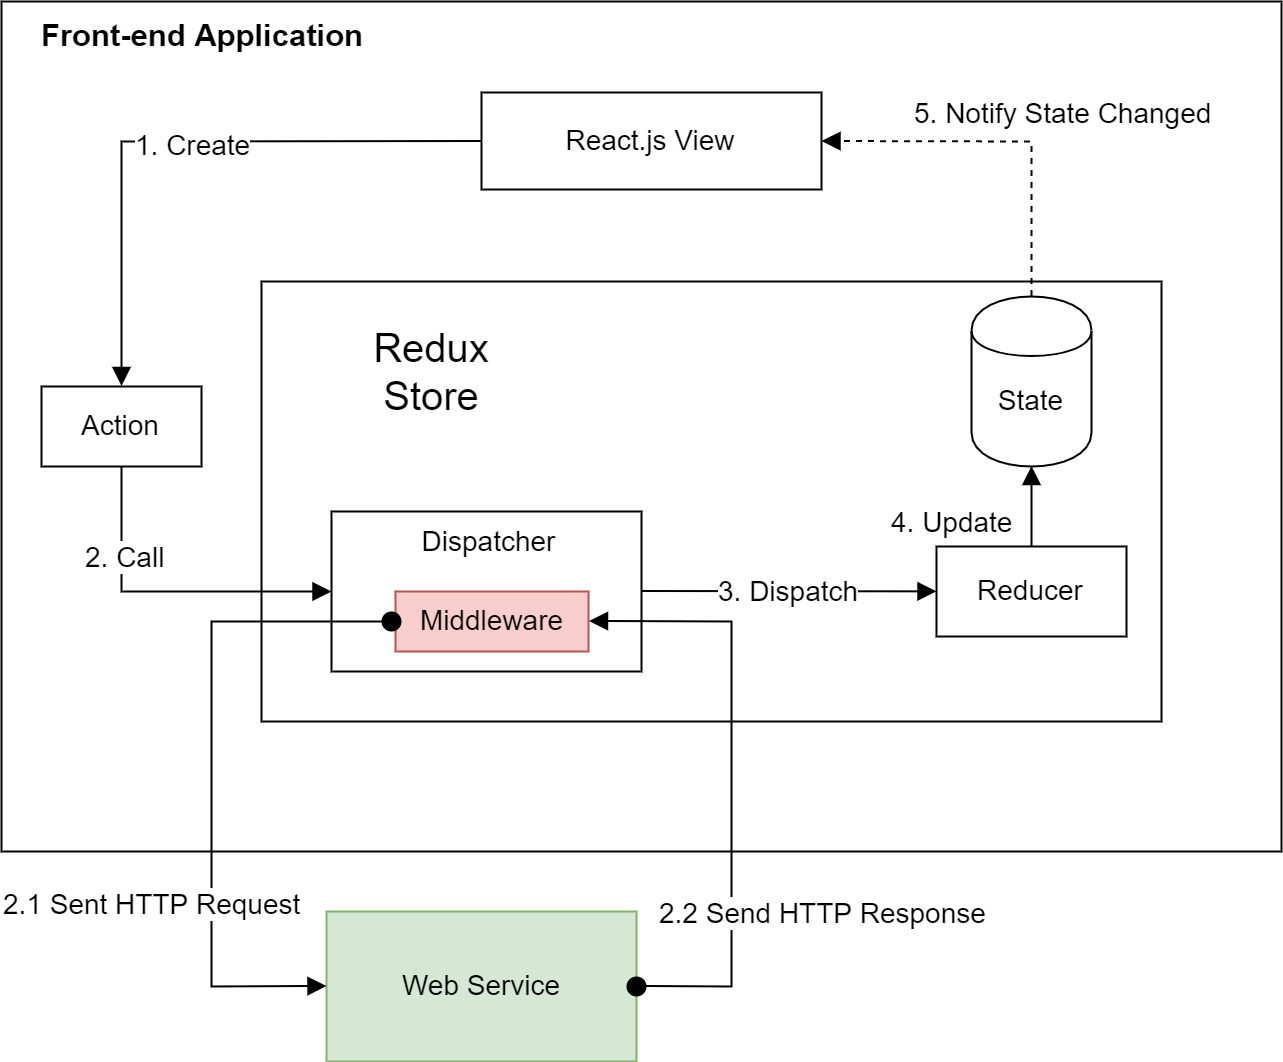 Front-end Application
5. Notify State Changed
1. Create
React.js View
Redux
Store
State
Action
4. Update
Dispatcher
2. Call
3. Dispatch
Reducer
Middleware
2.1 Sent HTTP Request
2.2 Send HTTP Response
Web Service